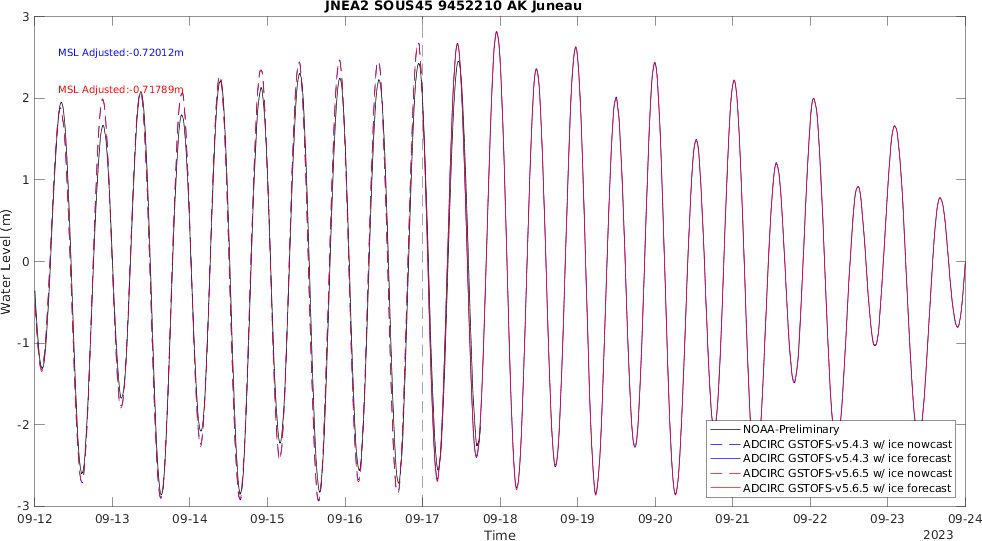 JNEA2 SOUS45 9452210 AK Juneau
MSL Adjusted:-0.72012m
MSL Adjusted:-0.71789m
Water Level (m)
3
2
1
0
-1
-2
-3
NOAA-Preliminary
ADCIRC GSTOFS-v5.4.3 w/ ice nowcast
ADCIRC GSTOFS-v5.4.3 w/ ice forecast
ADCIRC GSTOFS-v5.6.5 w/ ice nowcast
ADCIRC GSTOFS-v5.6.5 w/ ice forecast
09-12 09-13 09-14 09-15 09-16 09-17 09-18 09-19 09-20 09-21 09-22 09-23 09-24
Time
2023